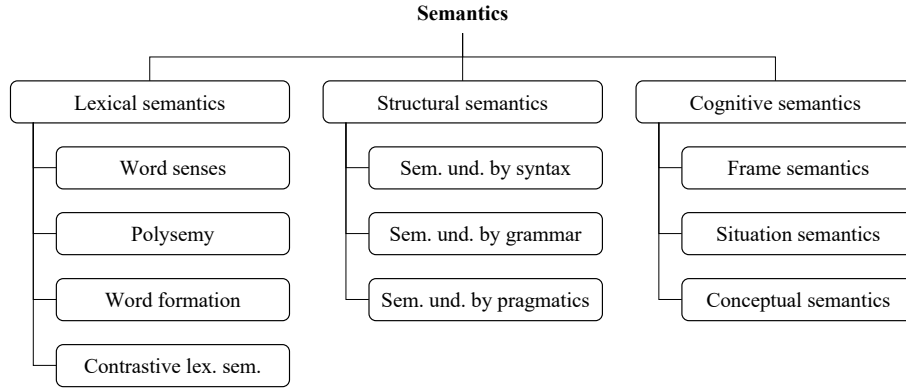 Semantics
Lexical semantics
Word senses
Polysemy
Word formation
Contrastive lex. sem.
Structural semantics
Sem. und. by syntax
Sem. und. by grammar
Sem. und. by pragmatics
Cognitive semantics
Frame semantics
Situation semantics
Conceptual semantics